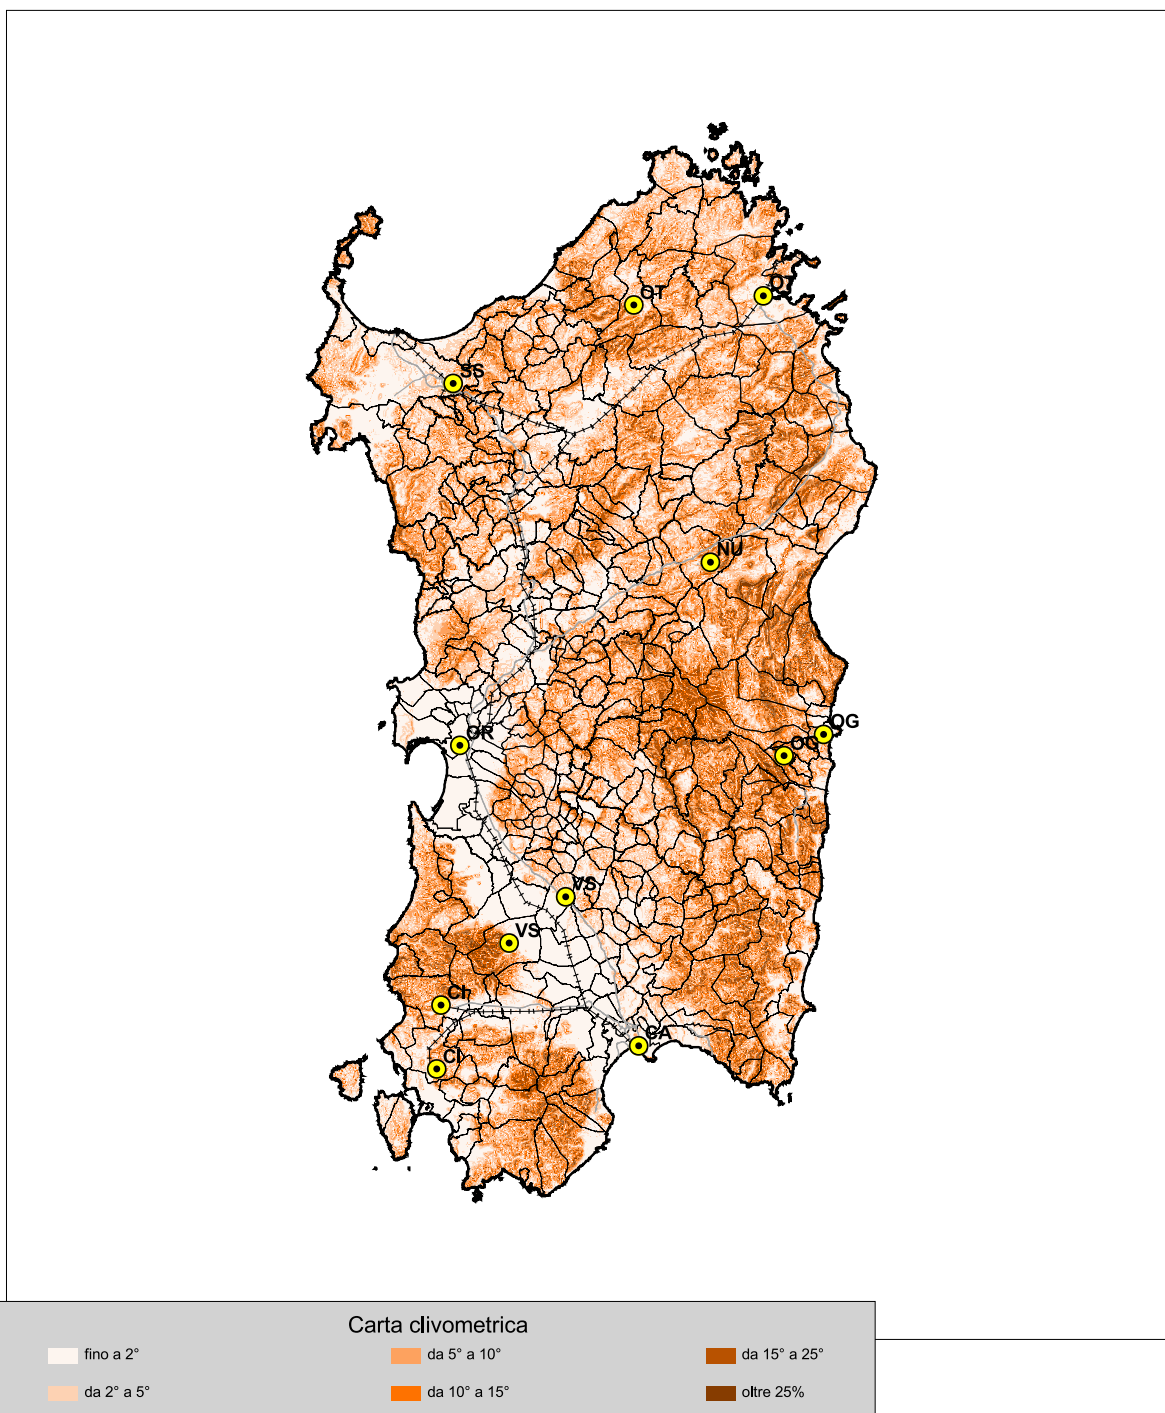 OT
OT
SS
NU
OG
OR
OG
VS
VS
CI
CA
CI
Carta clivometrica
fino a 2°
da 5° a 10°
da 15° a 25°
da 2° a 5°
da 10° a 15°
oltre 25%